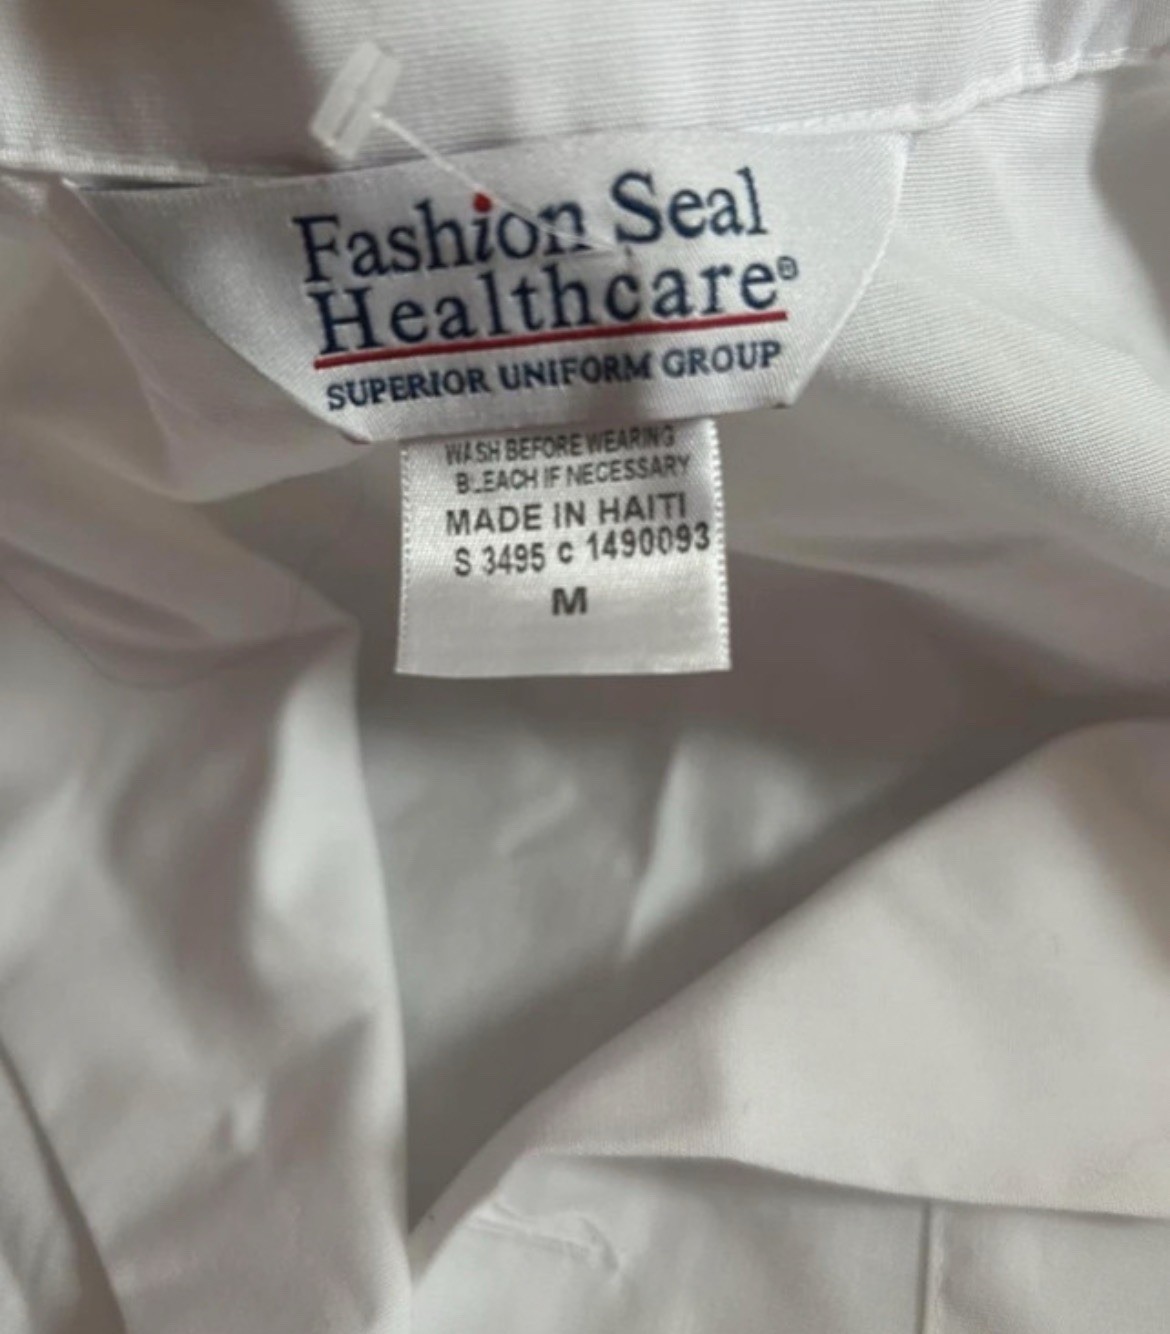 Fashion Seal
Healthcare®
SUPERIOR UNIFORM GROUP
WASH BEFORE WEARING
BLEACH IF NECESSARY
MADE IN HAITI
S 3495 C 1490093
M